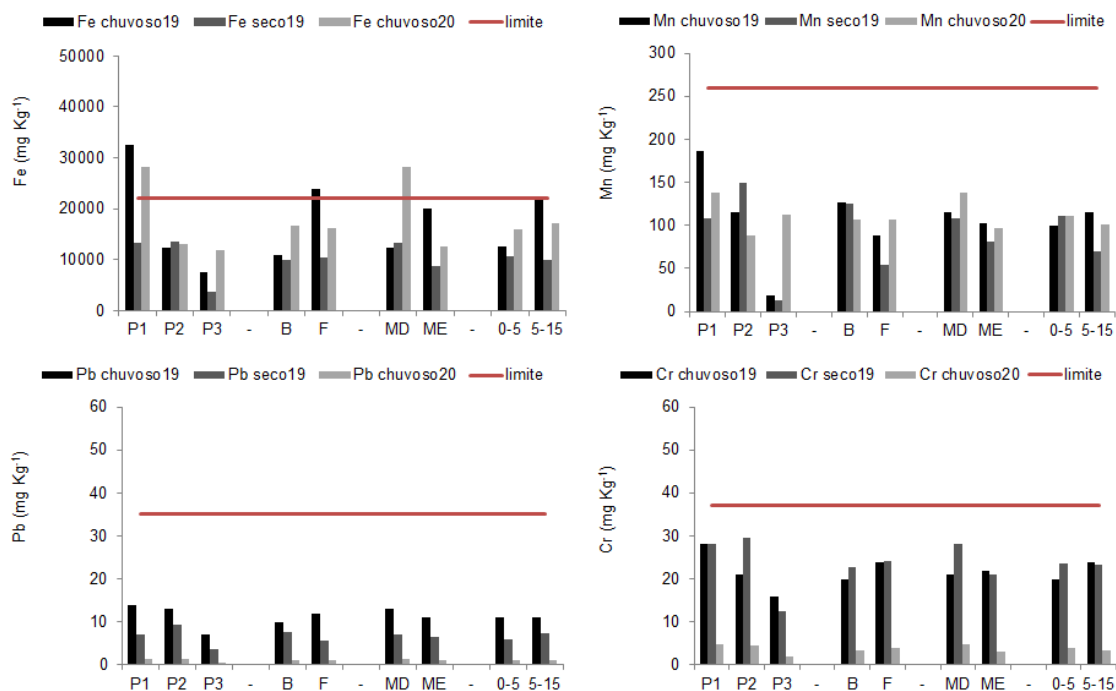 Fe chuvoso19 Fe seco19 Fe chuvoso20 limite
50000
40000
30000
20000
10000
0
Fe (mg Kg⁻¹)
P1 P2 P3 - B F - MD ME - 0-5 5-15
Mn chuvoso19 Mn seco19 Mn chuvoso20 limite
300
250
200
150
100
50
0
Mn (mg Kg⁻¹)
P1 P2 P3 - B F - MD ME - 0-5 5-15
Pb chuvoso19 Pb seco19 Pb chuvoso20 limite
60
50
40
30
20
10
0
Pb (mg Kg⁻¹)
P1 P2 P3 - B F - MD ME - 0-5 5-15
Cr chuvoso19 Cr seco19 Cr chuvoso20 limite
60
50
40
30
20
10
0
Cr (mg Kg⁻¹)
P1 P2 P3 - B F - MD ME - 0-5 5-15